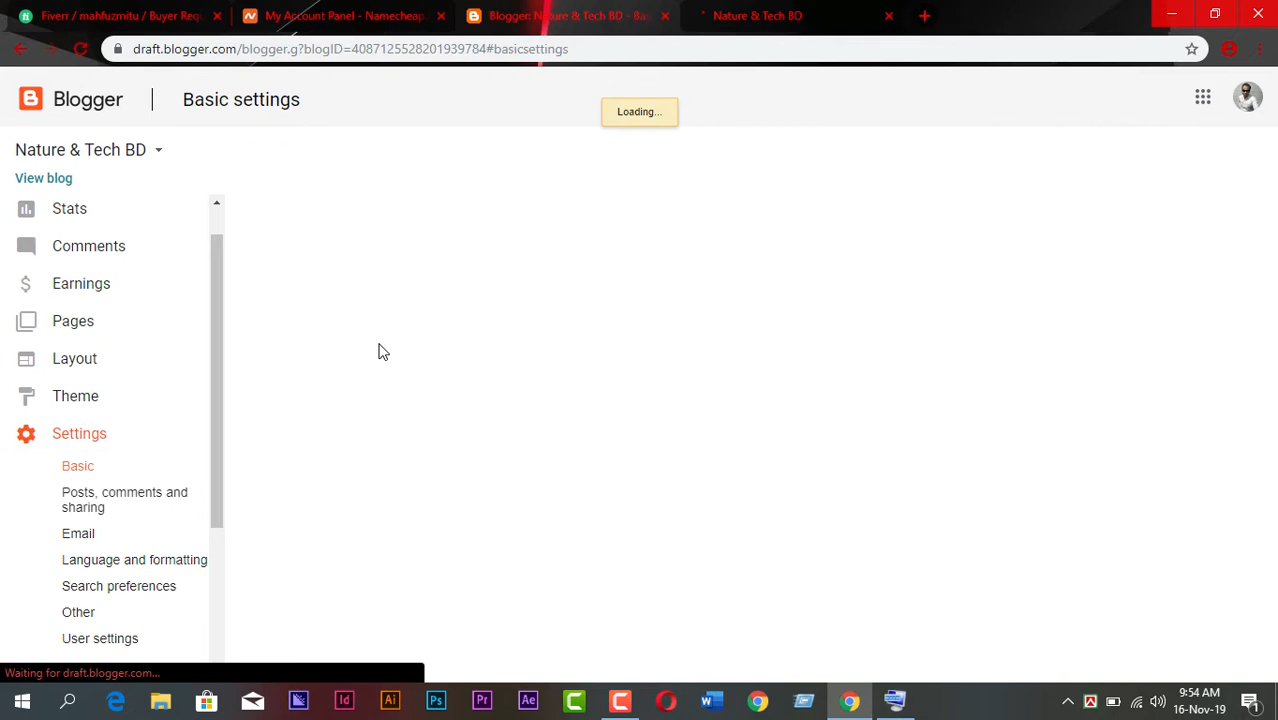 Fiverr / mahfuzmitu / Buyer Requ
My Account Panel - Namecheap.
Blogger: Nature & Tech BD - Bas
Nature & Tech BD
draft.blogger.com/blogger.g?blogID=4087125528201939784#basicsettings
Blogger
Basic settings
Loading...
Nature & Tech BD
View blog
Stats
Comments
Earnings
Pages
Layout
Theme
Settings
Basic
Posts, comments and
sharing
Email
Language and formatting
Search preferences
Other
User settings
Waiting for draft.blogger.com...
9:54 AM
16-Nov-19